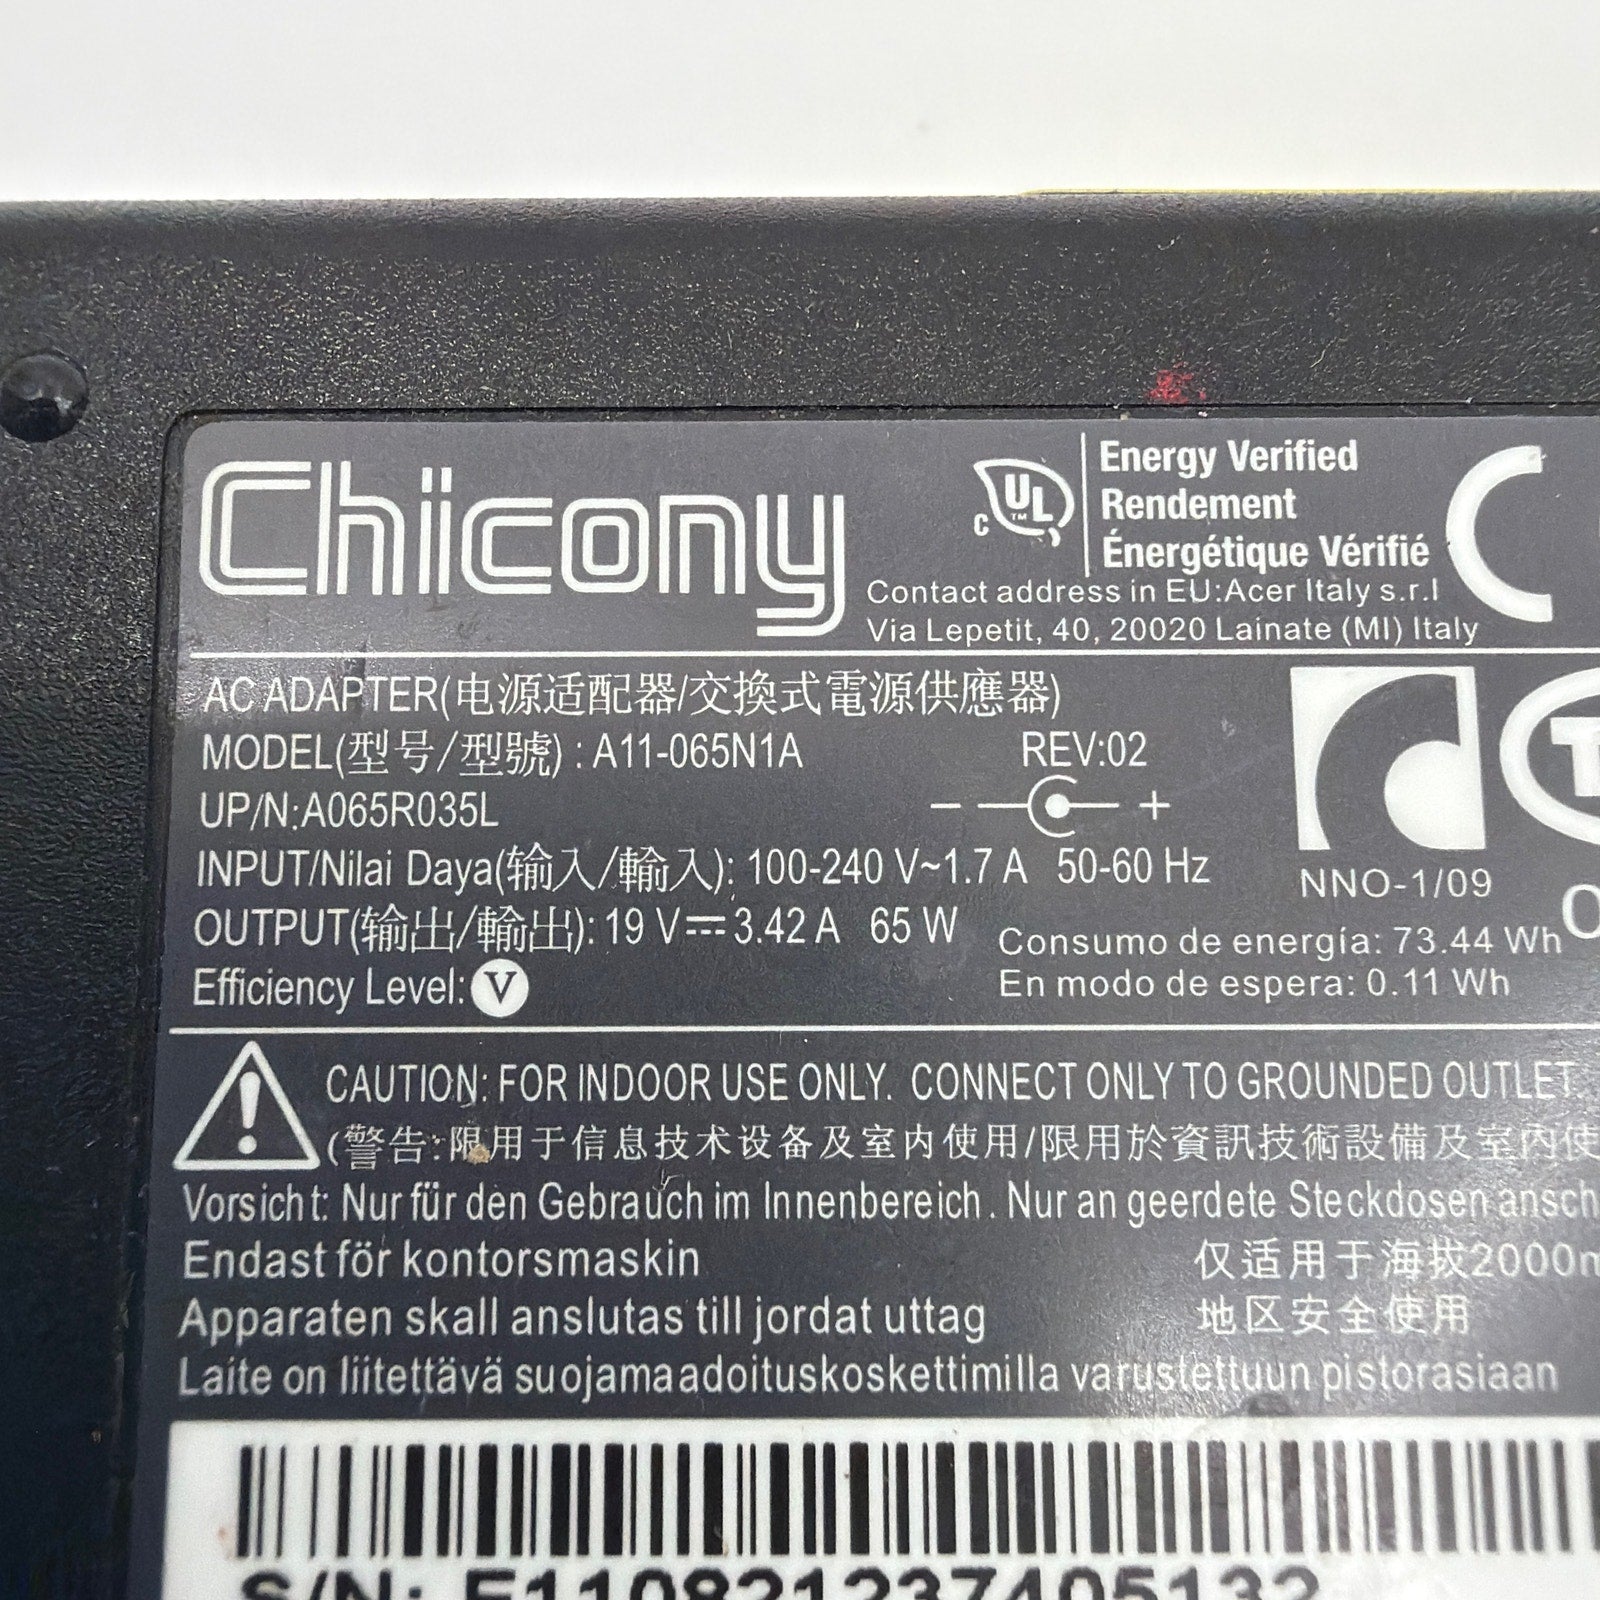 Chicony
c UL ™
Energy Verified
Rendement
Énergétique Vérifié
Contact address in EU:Acer Italy s.r.l
Via Lepetit, 40, 20020 Lainate (MI) Italy
AC ADAPTER(电源适配器/交換式電源供應器)
MODEL(型号/型號) : A11-065N1A REV:02
UP/N:A065R035L − +
INPUT/Nilai Daya(输入/輸入): 100-240 V~1.7 A 50-60 Hz
NNO-1/09
OUTPUT(输出/輸出): 19 V⎓3.42 A 65 W
Consumo de energía: 73.44 Wh
Efficiency Level: V
En modo de espera: 0.11 Wh
CAUTION: FOR INDOOR USE ONLY. CONNECT ONLY TO GROUNDED OUTLET.
(警告:限用于信息技术设备及室内使用/限用於資訊技術設備及室內使
Vorsicht: Nur für den Gebrauch im Innenbereich. Nur an geerdete Steckdosen ansch
Endast för kontorsmaskin
仅适用于海拔2000m
Apparaten skall anslutas till jordat uttag
地区安全使用
Laite on liitettävä suojamaadoituskoskettimilla varustettuun pistorasiaan
S/N: